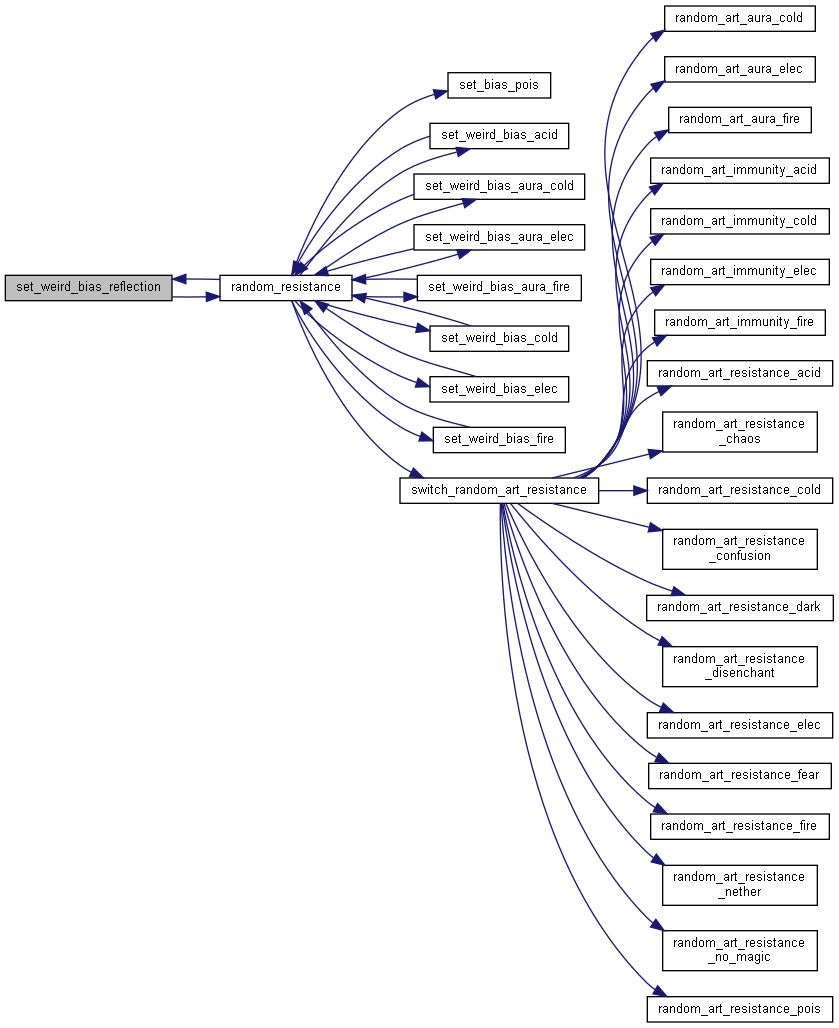 set_weird_bias_reflection
random_resistance
set_bias_pois
set_weird_bias_acid
set_weird_bias_aura_cold
set_weird_bias_aura_elec
set_weird_bias_aura_fire
set_weird_bias_cold
set_weird_bias_elec
set_weird_bias_fire
switch_random_art_resistance
random_art_aura_cold
random_art_aura_elec
random_art_aura_fire
random_art_immunity_acid
random_art_immunity_cold
random_art_immunity_elec
random_art_immunity_fire
random_art_resistance_acid
random_art_resistance
_chaos
random_art_resistance_cold
random_art_resistance
_confusion
random_art_resistance_dark
random_art_resistance
_disenchant
random_art_resistance_elec
random_art_resistance_fear
random_art_resistance_fire
random_art_resistance
_nether
random_art_resistance
_no_magic
random_art_resistance_pois